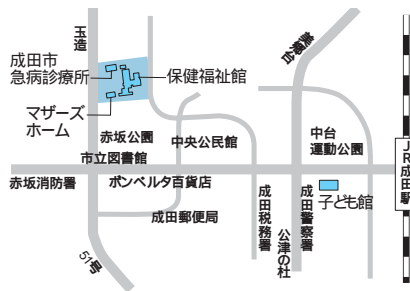 玉造
美郷台
成田市
急病診療所
保健福祉館
マザーズ
ホーム
赤坂公園
中央公民館
中台
運動公園
市立図書館
JR成田駅
赤坂消防署
ボンベルタ百貨店
子ども館
成田郵便局
成田税務署
公津の杜
成田警察署
51号